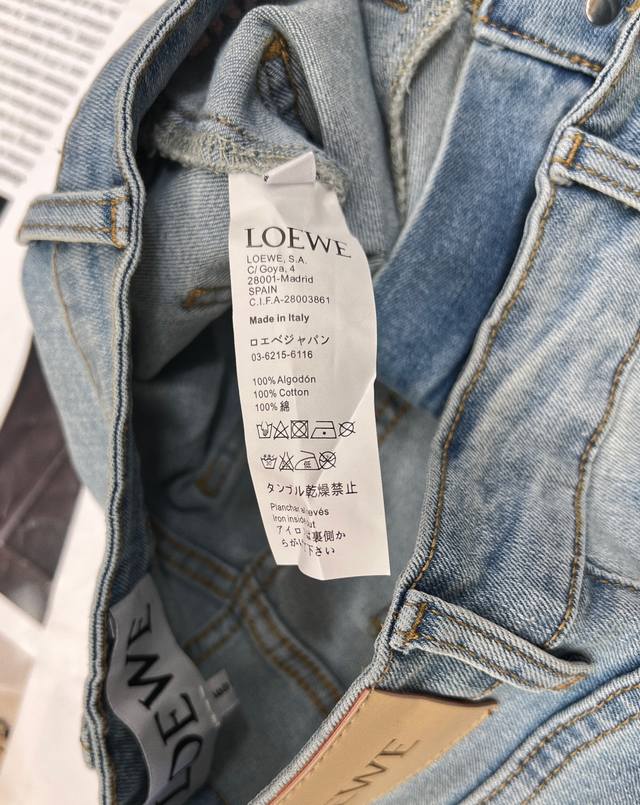 LOEWE
LOEWE, S.A.
C/ Goya, 4
28001-Madrid
SPAIN
C.I.F.A-28003861
Made in Italy
ロエベジャパン
03-6215-6116
100% Algodón
100% Cotton
100% 綿
低
タンブル乾燥禁止
Planchar al revés
Iron inside out
アイロンは裏側か
らがけ下さい
LOEWE
LOEWE